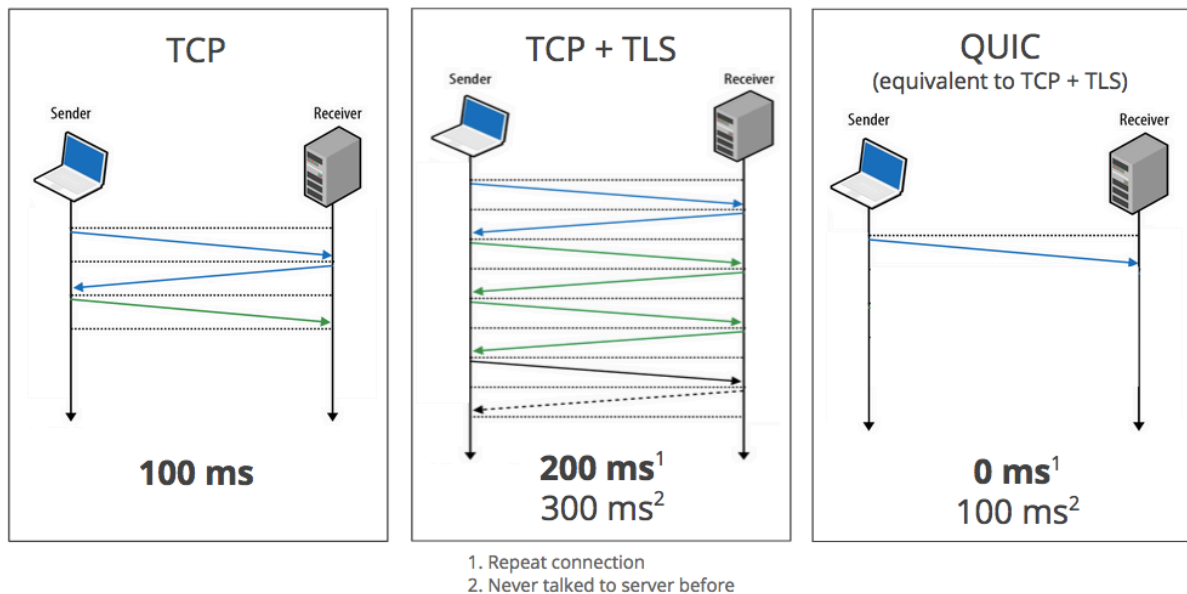 TCP
Sender
Receiver
100 ms
TCP + TLS
Sender
Receiver
200 ms¹
300 ms²
QUIC
(equivalent to TCP + TLS)
Sender
Receiver
0 ms¹
100 ms²
1. Repeat connection
2. Never talked to server before